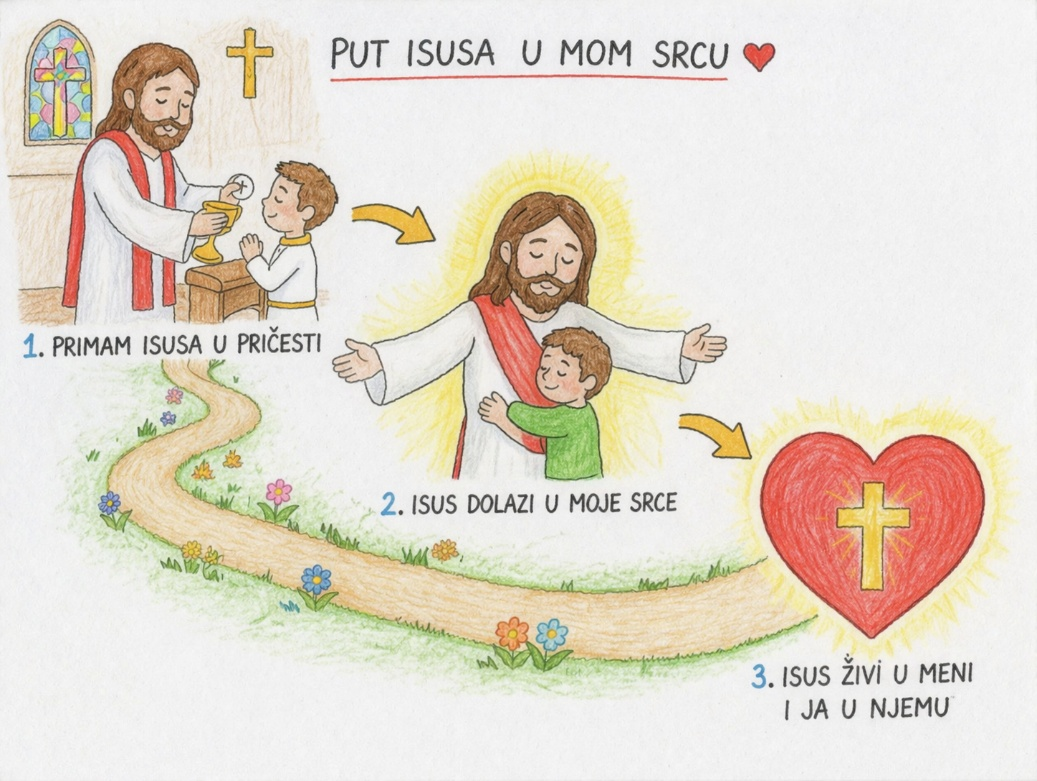 PUT ISUSA U MOM SRCU
1. PRIMAM ISUSA U PRIČESTI
2. ISUS DOLAZI U MOJE SRCE
3. ISUS ŽIVI U MENI
I JA U NJEMU